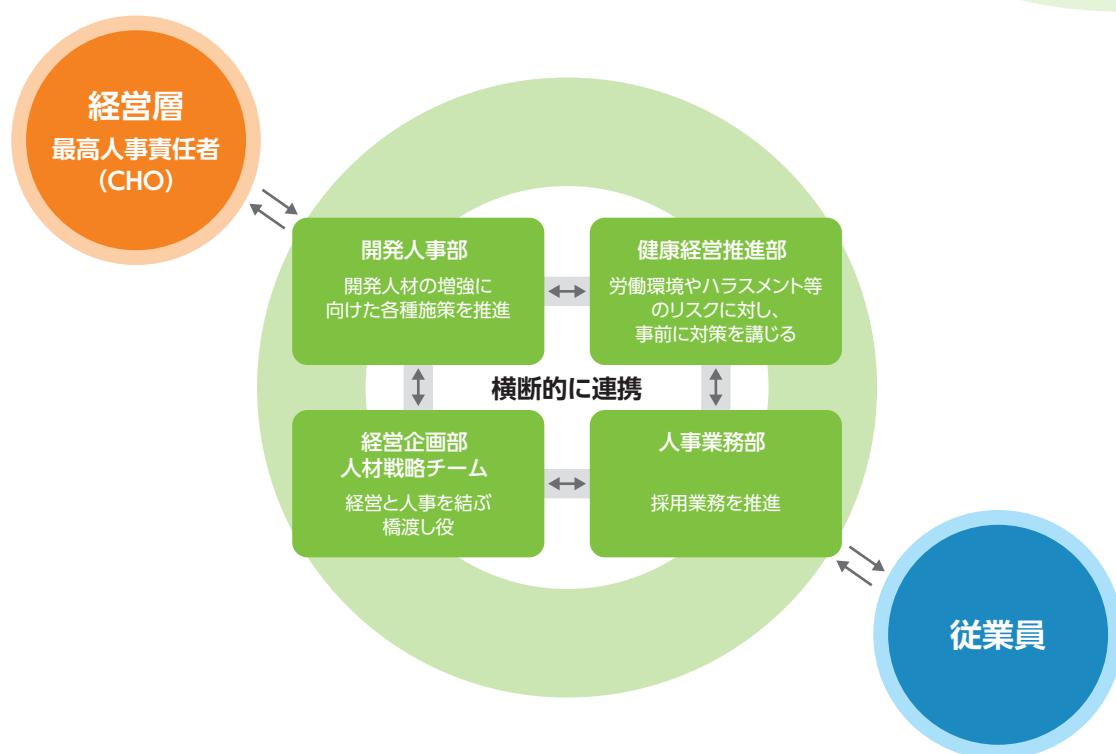 経営層
最高人事責任者
(CHO)
開発人事部
開発人材の増強に
向けた各種施策を推進
健康経営推進部
労働環境やハラスメント等
のリスクに対し、
事前に対策を講じる
横断的に連携
経営企画部
人材戦略チーム
経営と人事を結ぶ
橋渡し役
人事業務部
採用業務を推進
従業員